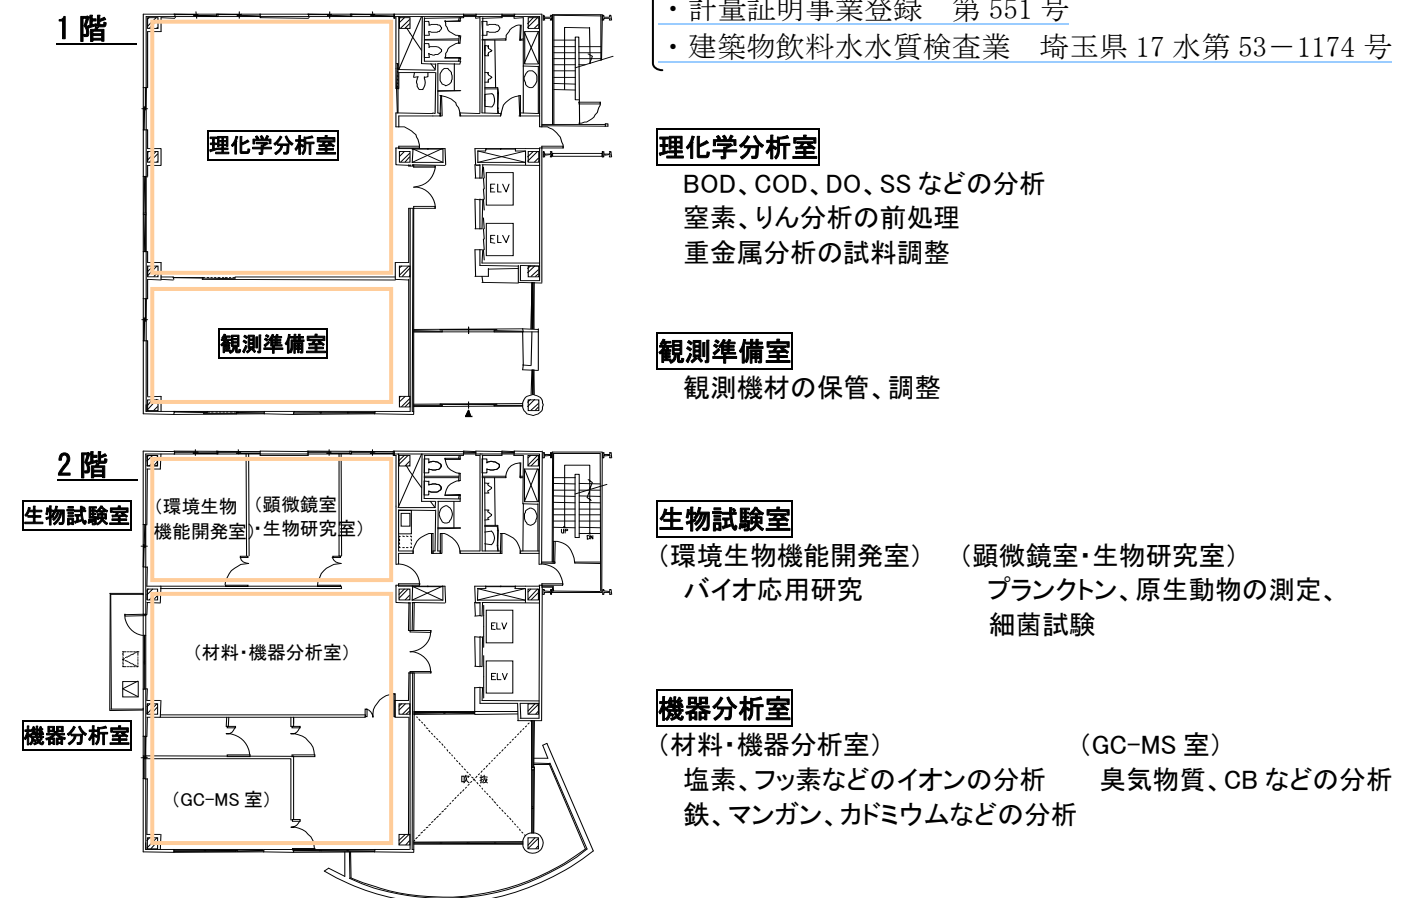 ・計量証明事業登録　第 551 号
・建築物飲料水水質検査業　埼玉県 17 水第 53－1174 号
1 階
理化学分析室
ELV
ELV
観測準備室
理化学分析室
BOD、COD、DO、SS などの分析
窒素、りん分析の前処理
重金属分析の試料調整
観測準備室
観測機材の保管、調整
2 階
生物試験室
（環境生物
機能開発室）
（顕微鏡室
・生物研究室）
UP
DN
（材料・機器分析室）
ELV
ELV
機器分析室
（GC-MS 室）
吹・抜
生物試験室
（環境生物機能開発室）　（顕微鏡室・生物研究室）
バイオ応用研究　プランクトン、原生動物の測定、
細菌試験
機器分析室
（材料・機器分析室）　（GC-MS 室）
塩素、フッ素などのイオンの分析　臭気物質、CB などの分析
鉄、マンガン、カドミウムなどの分析